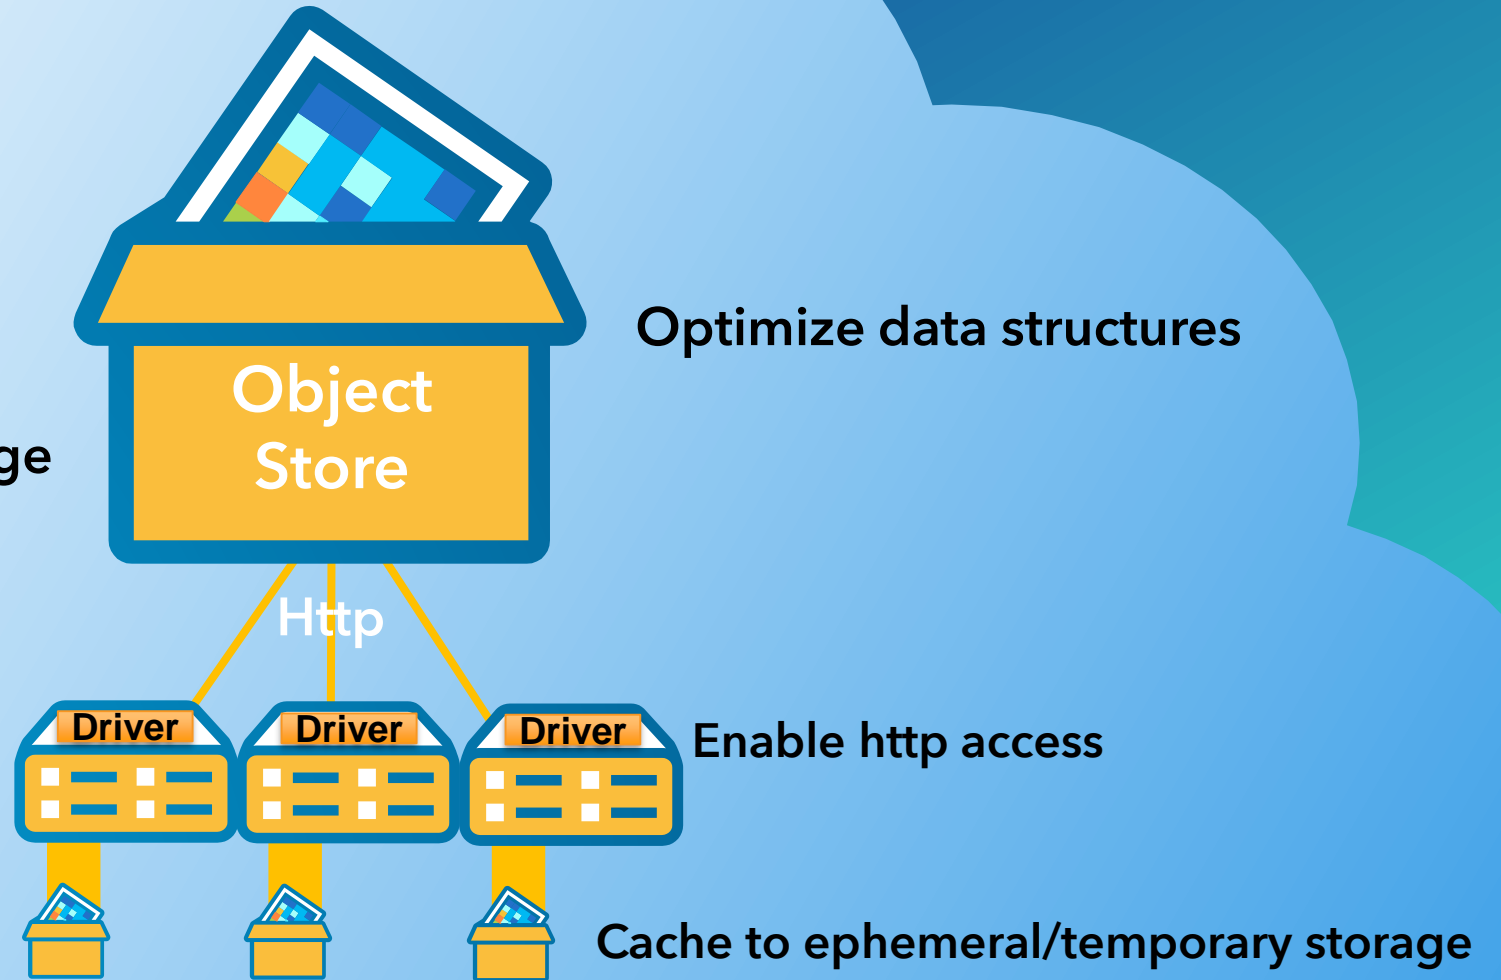 Optimize data structures
Object
Store
Http
Driver
Driver
Driver
Enable http access
Cache to ephemeral/temporary storage